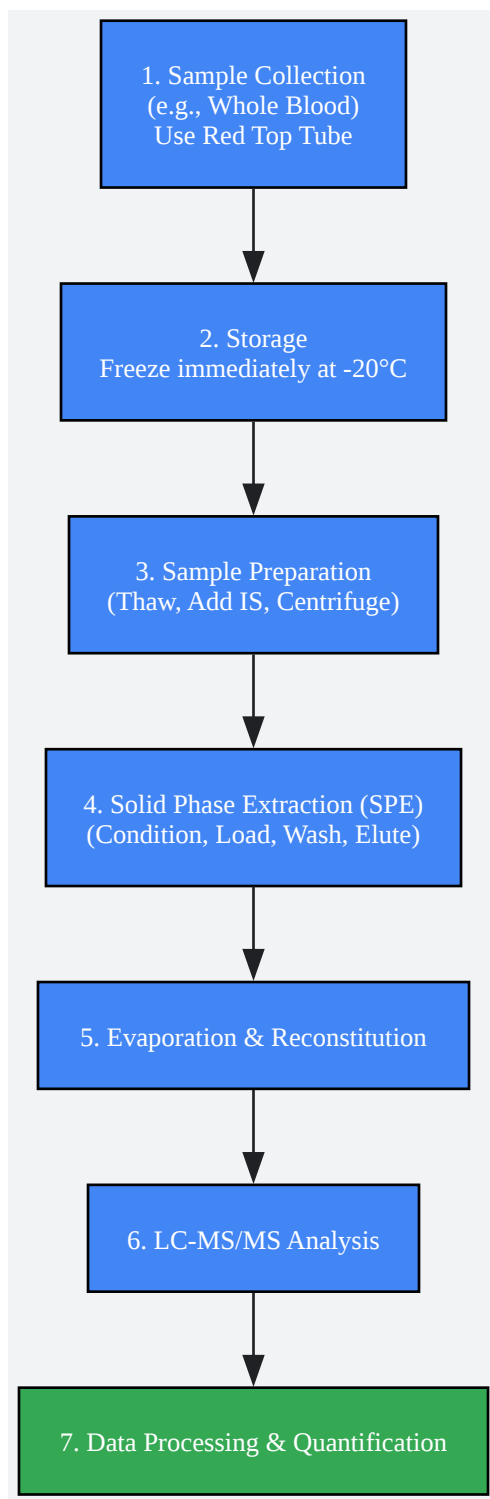 1. Sample Collection
(e.g., Whole Blood)
Use Red Top Tube
2. Storage
Freeze immediately at -20°C
3. Sample Preparation
(Thaw, Add IS, Centrifuge)
4. Solid Phase Extraction (SPE)
(Condition, Load, Wash, Elute)
5. Evaporation & Reconstitution
6. LC-MS/MS Analysis
7. Data Processing & Quantification